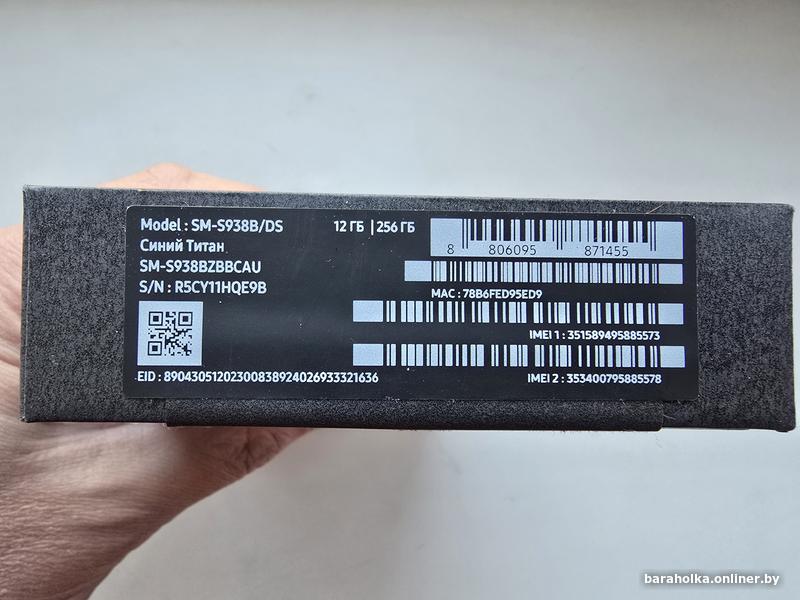 Model : SM-S938B/DS
12 ГБ | 256 ГБ
Синий Титан
SM-S938BZBBCAU
S/N : R5CY11HQE9B
8 806095 871455
MAC : 78B6FED95ED9
IMEI 1 : 351589495885573
EID : 89043051202300838924026933321636
IMEI 2 : 353400795885578
baraholka.onliner.by